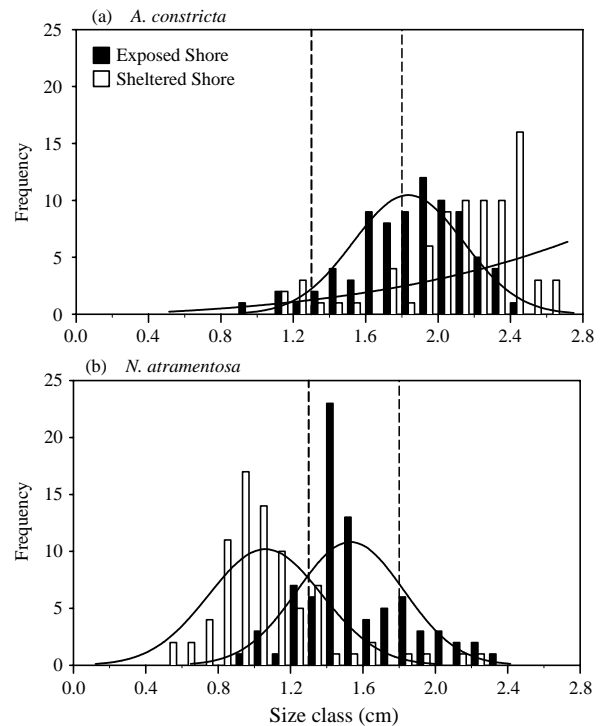 (a) A. constricta
25
20
15
10
5
0
Frequency
Exposed Shore
Sheltered Shore
0.0 0.4 0.8 1.2 1.6 2.0 2.4 2.8
(b) N. atramentosa
25
20
15
10
5
0
Frequency
0.0 0.4 0.8 1.2 1.6 2.0 2.4 2.8
Size class (cm)